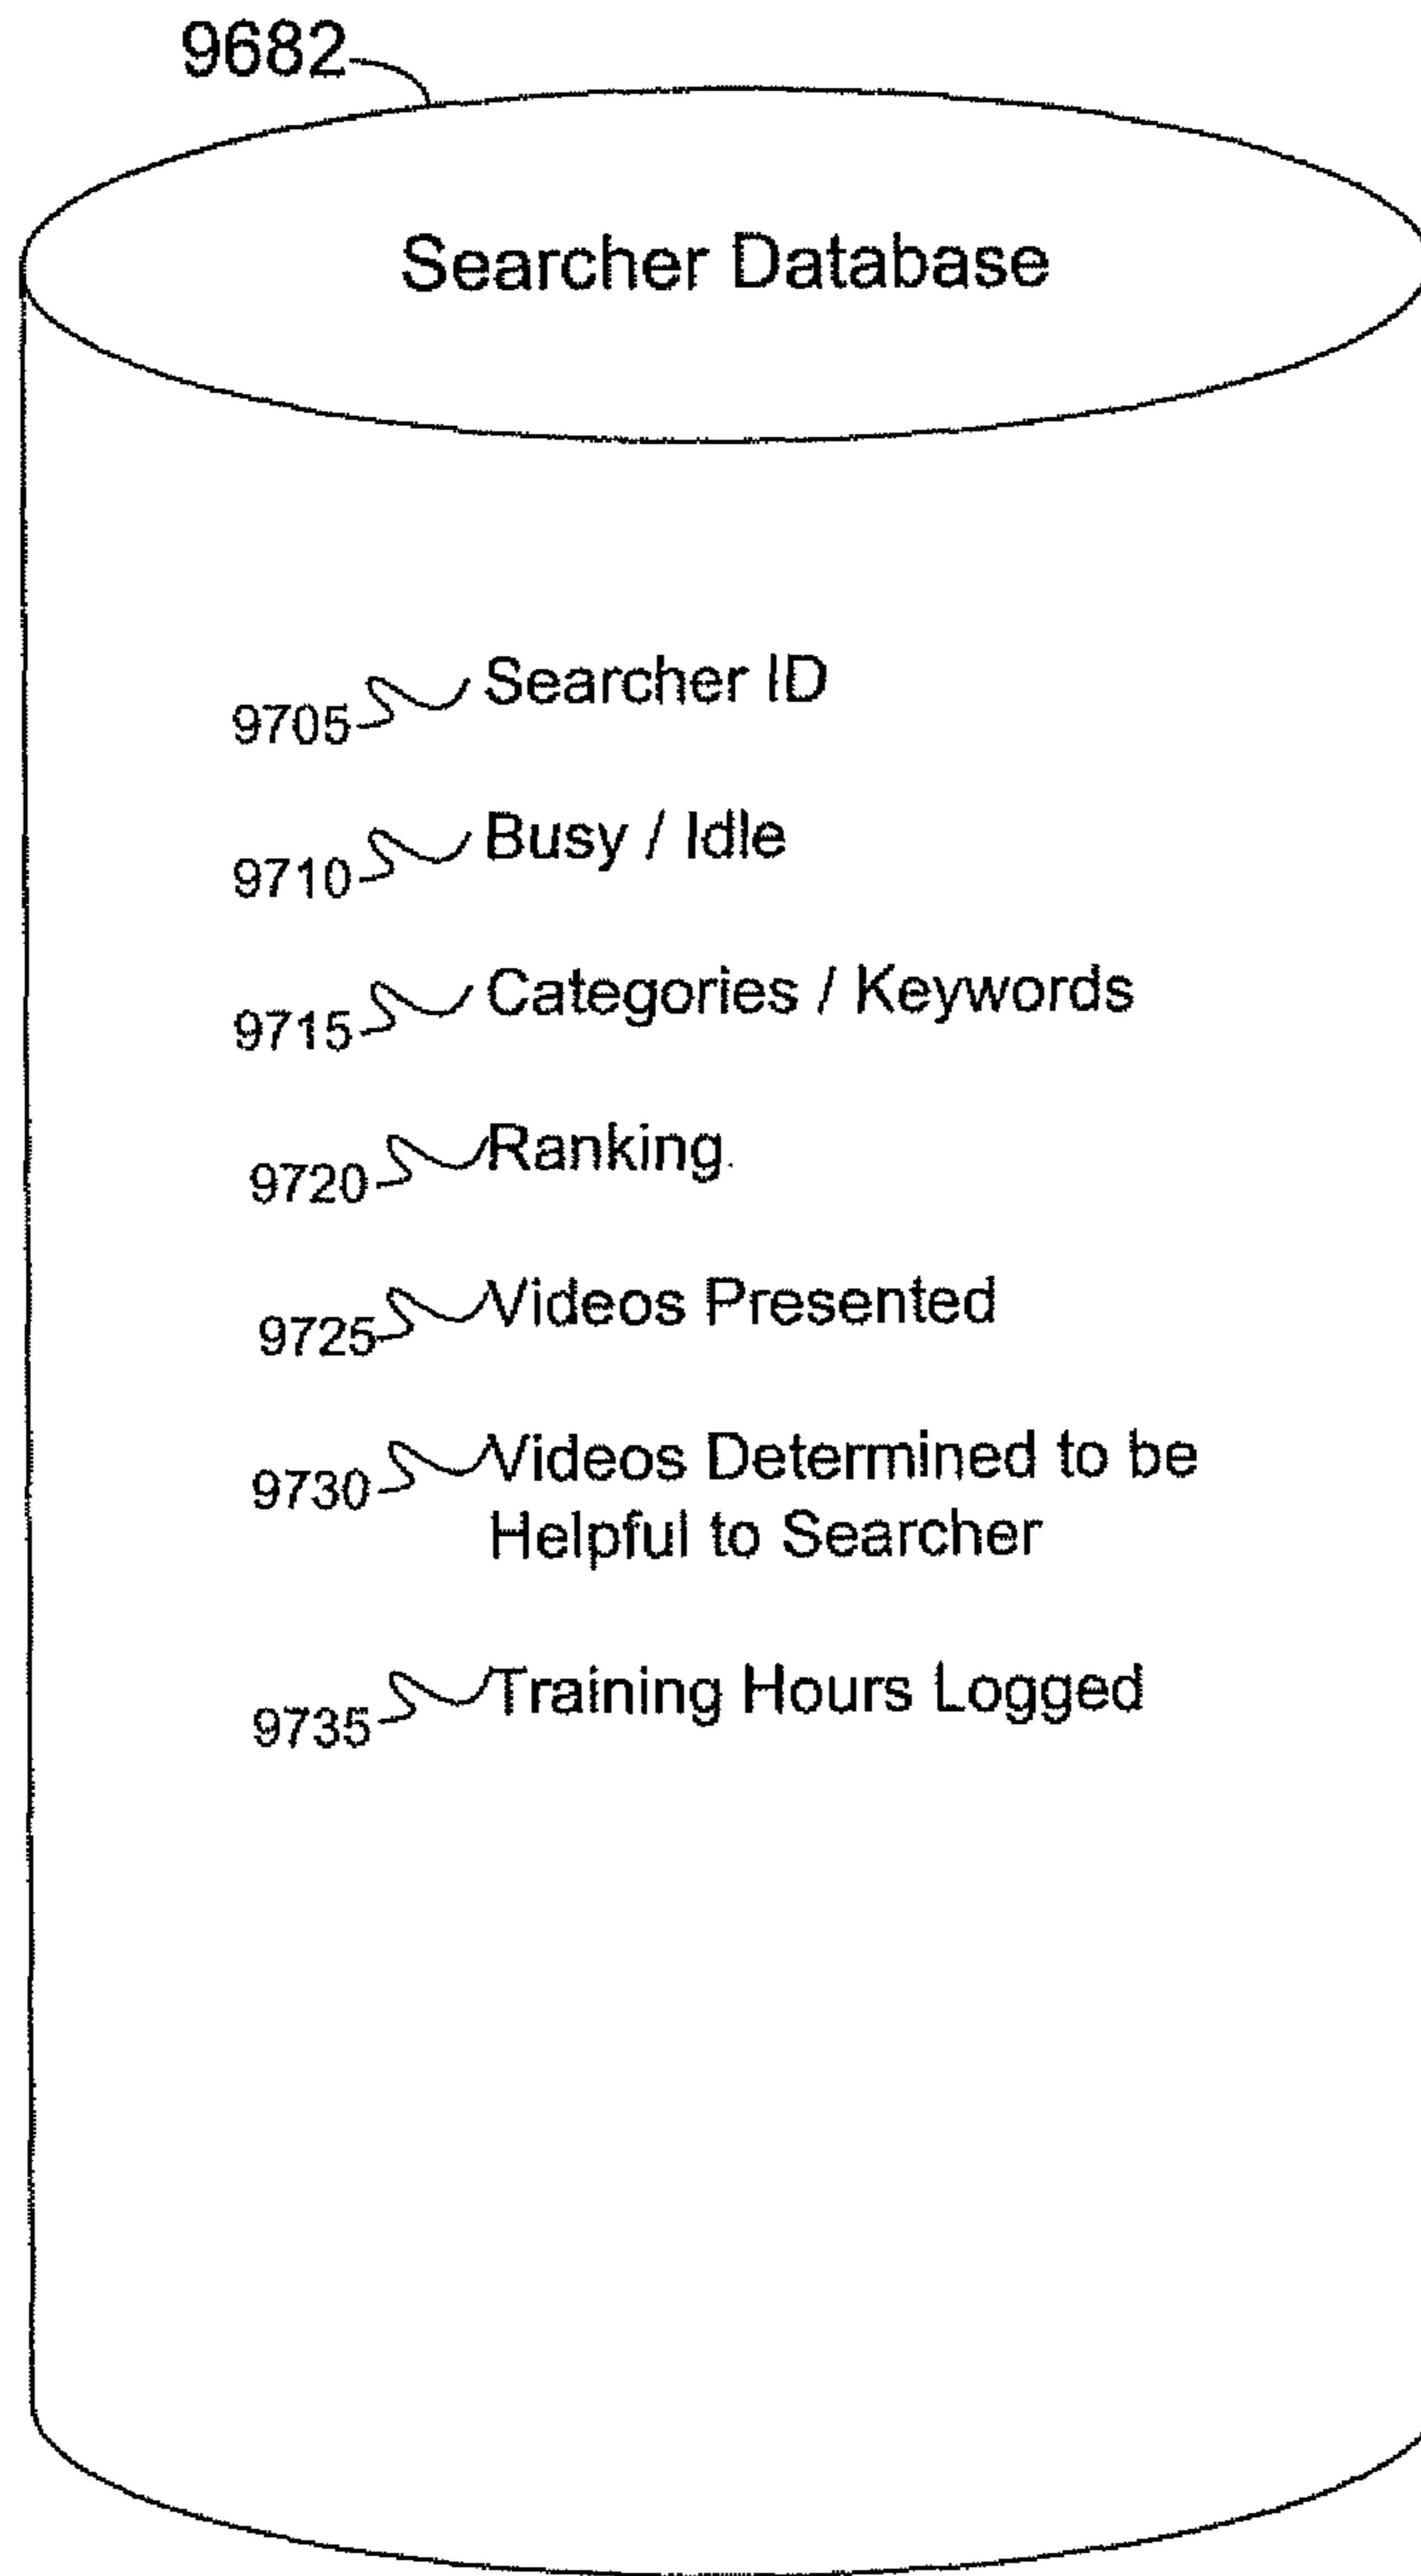 9682
Searcher Database
9705 Searcher ID
9710 Busy / Idle
9715 Categories / Keywords
9720 Ranking
9725 Videos Presented
9730 Videos Determined to be
Helpful to Searcher
9735 Training Hours Logged